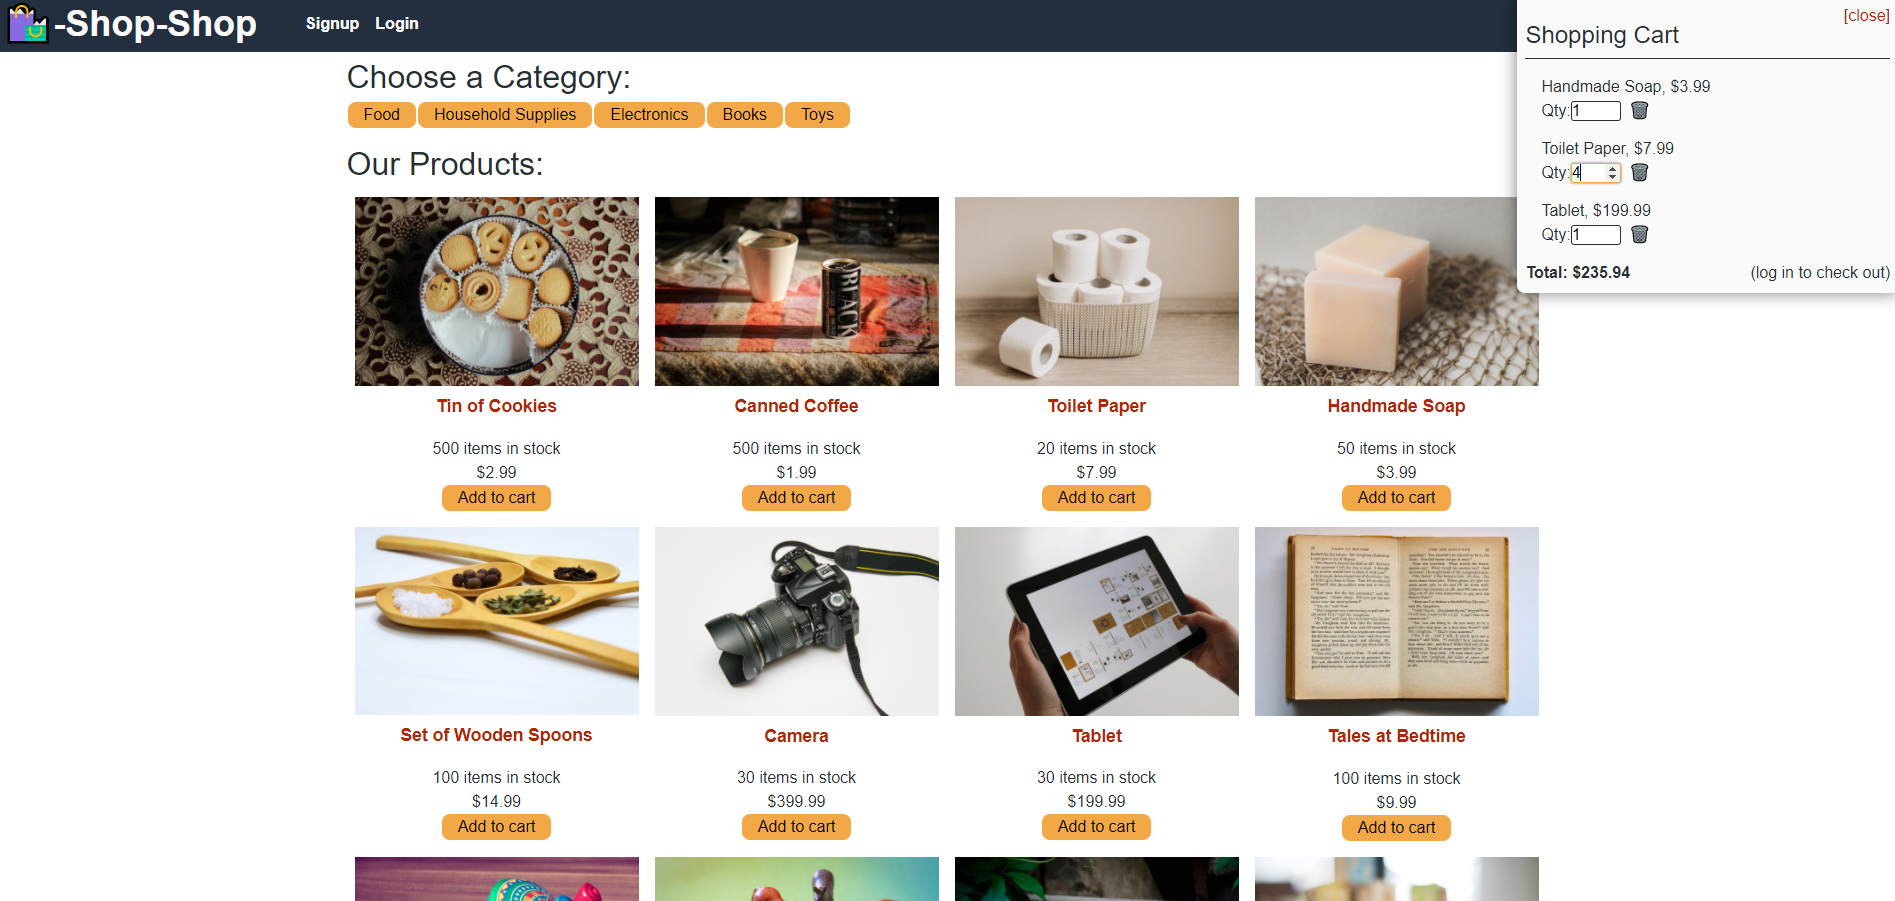 -Shop-Shop
Signup Login
[close]
Shopping Cart
Handmade Soap, $3.99
Qty:1
Toilet Paper, $7.99
Qty:4
Tablet, $199.99
Qty:1
Total: $235.94 (log in to check out)
Choose a Category:
Food Household Supplies Electronics Books Toys
Our Products:
BLACK
Tin of Cookies Canned Coffee Toilet Paper Handmade Soap
500 items in stock 500 items in stock 20 items in stock 50 items in stock
$2.99 $1.99 $7.99 $3.99
Add to cart Add to cart Add to cart Add to cart
Set of Wooden Spoons Camera Tablet Tales at Bedtime
100 items in stock 30 items in stock 30 items in stock 100 items in stock
$14.99 $399.99 $199.99 $9.99
Add to cart Add to cart Add to cart Add to cart